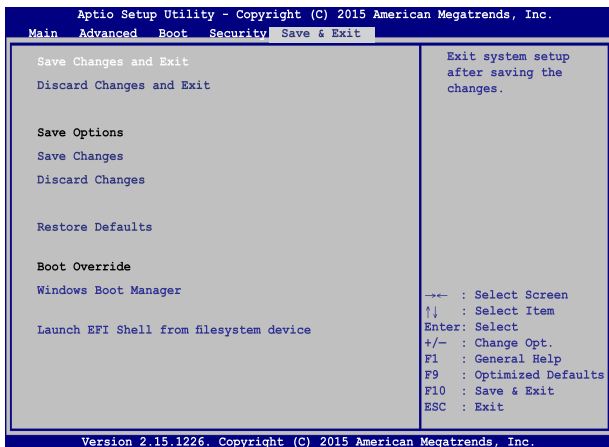 Aptio Setup Utility - Copyright (C) 2015 American Megatrends, Inc.
Main Advanced Boot Security Save & Exit
Save Changes and Exit
Discard Changes and Exit
Save Options
Save Changes
Discard Changes
Restore Defaults
Boot Override
Windows Boot Manager
Launch EFI Shell from filesystem device
Exit system setup
after saving the
changes.
→← : Select Screen
↑↓ : Select Item
Enter: Select
+/— : Change Opt.
F1 : General Help
F9 : Optimized Defaults
F10 : Save & Exit
ESC : Exit
Version 2.15.1226. Copyright (C) 2015 American Megatrends, Inc.